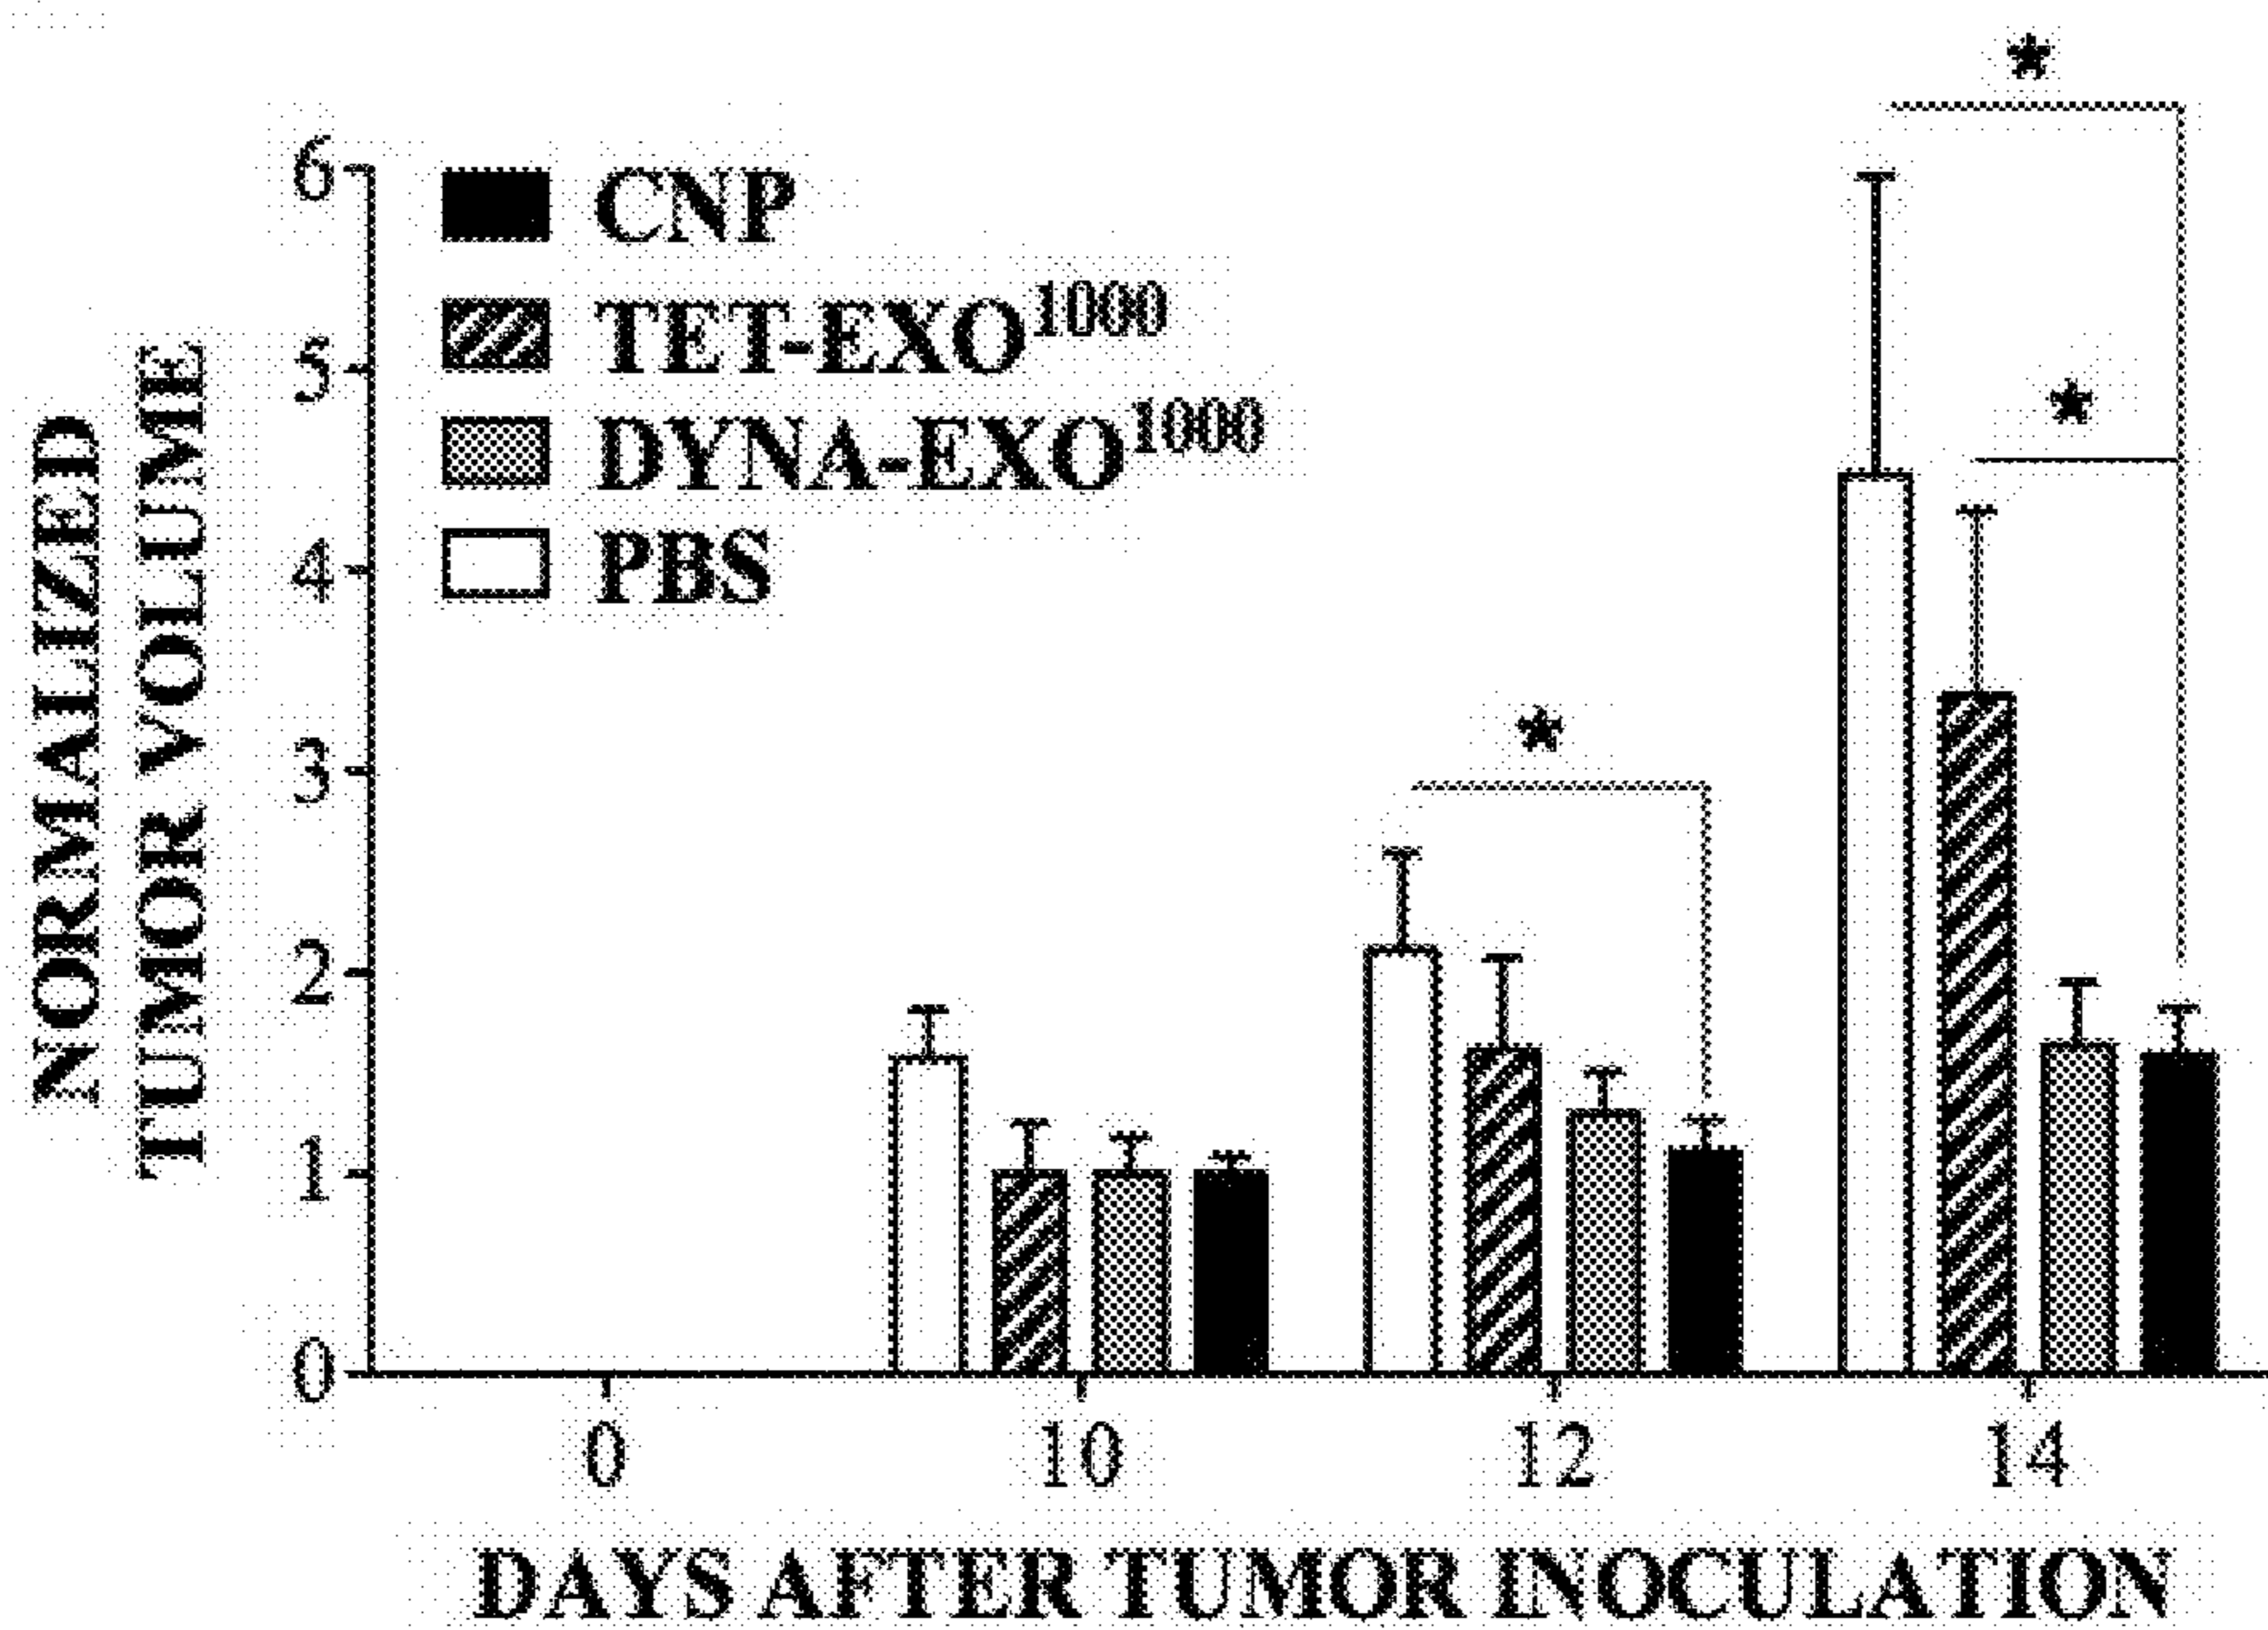 NORMALIZED
TUMOR VOLUME
6
5
4
3
2
1
0
CNP
TET-EXO¹⁰⁰⁰
DYNA-EXO¹⁰⁰⁰
PBS
★
★
★
0 10 12 14
DAYS AFTER TUMOR INOCULATION